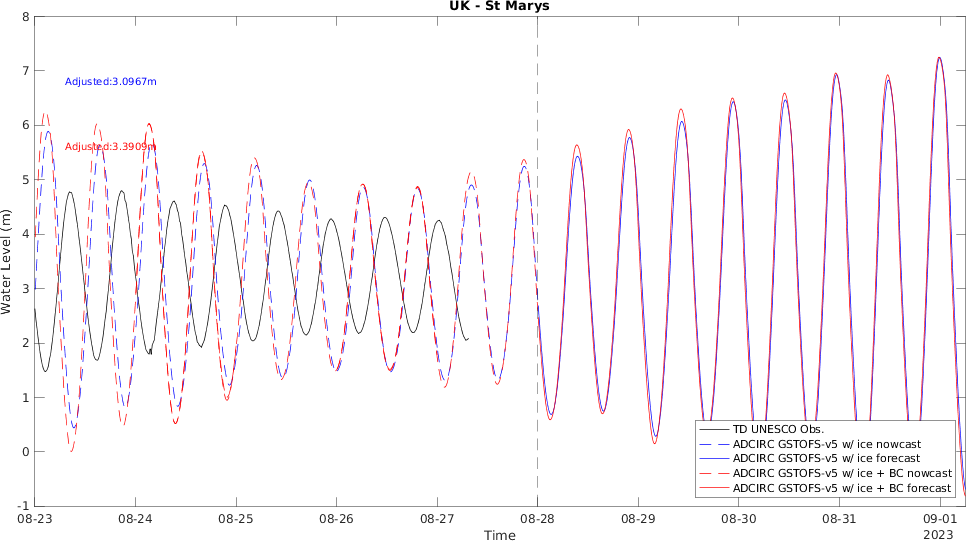 UK - St Marys
8
7
6
5
4
3
2
1
0
-1
Water Level (m)
Adjusted:3.0967m
Adjusted:3.3909m
TD UNESCO Obs.
ADCIRC GSTOFS-v5 w/ ice nowcast
ADCIRC GSTOFS-v5 w/ ice forecast
ADCIRC GSTOFS-v5 w/ ice + BC nowcast
ADCIRC GSTOFS-v5 w/ ice + BC forecast
08-23 08-24 08-25 08-26 08-27 08-28 08-29 08-30 08-31 09-01
2023
Time